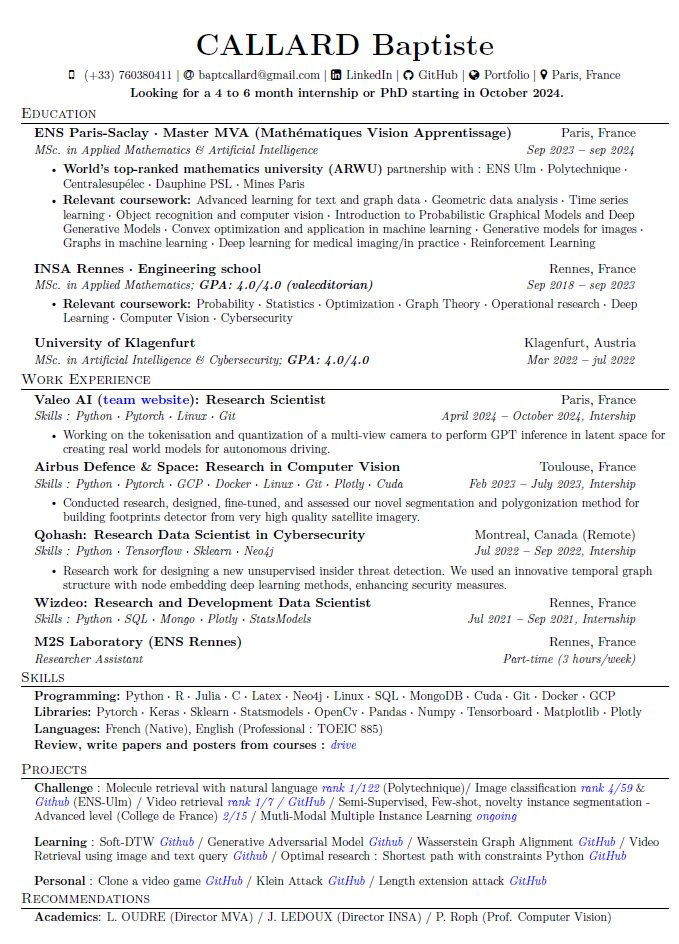 CALLARD Baptiste
(+33) 760380411 | baptcallard@gmail.com | LinkedIn | GitHub | Portfolio | Paris, France
Looking for a 4 to 6 month internship or PhD starting in October 2024.
Education
ENS Paris-Saclay · Master MVA (Mathématiques Vision Apprentissage) Paris, France
MSc. in Applied Mathematics & Artificial Intelligence Sep 2023 – sep 2024
• World's top-ranked mathematics university (ARWU) partnership with : ENS Ulm · Polytechnique ·
Centralesupélec · Dauphine PSL · Mines Paris
• Relevant coursework: Advanced learning for text and graph data · Geometric data analysis · Time series
learning · Object recognition and computer vision · Introduction to Probabilistic Graphical Models and Deep
Generative Models · Convex optimization and application in machine learning · Generative models for images ·
Graphs in machine learning · Deep learning for medical imaging/in practice · Reinforcement Learning
INSA Rennes · Engineering school Rennes, France
MSc. in Applied Mathematics; GPA: 4.0/4.0 (valecditorian) Sep 2018 – sep 2023
• Relevant coursework: Probability · Statistics · Optimization · Graph Theory · Operational research · Deep
Learning · Computer Vision · Cybersecurity
University of Klagenfurt Klagenfurt, Austria
MSc. in Artificial Intelligence & Cybersecurity; GPA: 4.0/4.0 Mar 2022 – jul 2022
Work Experience
Valeo AI (team website): Research Scientist Paris, France
Skills : Python · Pytorch · Linux · Git April 2024 – October 2024, Intership
• Working on the tokenisation and quantization of a multi-view camera to perform GPT inference in latent space for
creating real world models for autonomous driving.
Airbus Defence & Space: Research in Computer Vision Toulouse, France
Skills : Python · Pytorch · GCP · Docker · Linux · Git · Plotly · Cuda Feb 2023 – July 2023, Intership
• Conducted research, designed, fine-tuned, and assessed our novel segmentation and polygonization method for
building footprints detector from very high quality satellite imagery.
Qohash: Research Data Scientist in Cybersecurity Montreal, Canada (Remote)
Skills : Python · Tensorflow · Sklearn · Neo4j Jul 2022 – Sep 2022, Intership
• Research work for designing a new unsupervised insider threat detection. We used an innovative temporal graph
structure with node embedding deep learning methods, enhancing security measures.
Wizdeo: Research and Development Data Scientist Rennes, France
Skills : Python · SQL · Mongo · Plotly · StatsModels Jul 2021 – Sep 2021, Internship
M2S Laboratory (ENS Rennes) Rennes, France
Researcher Assistant Part-time (3 hours/week)
Skills
Programming: Python · R · Julia · C · Latex · Neo4j · Linux · SQL · MongoDB · Cuda · Git · Docker · GCP
Libraries: Pytorch · Keras · Sklearn · Statsmodels · OpenCv · Pandas · Numpy · Tensorboard · Matplotlib · Plotly
Languages: French (Native), English (Professional : TOEIC 885)
Review, write papers and posters from courses : drive
Projects
Challenge : Molecule retrieval with natural language rank 1/122 (Polytechnique)/ Image classification rank 4/59 &
Github (ENS-Ulm) / Video retrieval rank 1/7 / GitHub / Semi-Supervised, Few-shot, novelty instance segmentation -
Advanced level (College de France) 2/15 / Mutli-Modal Multiple Instance Learning ongoing
Learning : Soft-DTW Github / Generative Adversarial Model Github / Wasserstein Graph Alignment GitHub / Video
Retrieval using image and text query Github / Optimal research : Shortest path with constraints Python GitHub
Personal : Clone a video game GitHub / Klein Attack GitHub / Length extension attack GitHub
Recommendations
Academics: L. OUDRE (Director MVA) / J. LEDOUX (Director INSA) / P. Roph (Prof. Computer Vision)